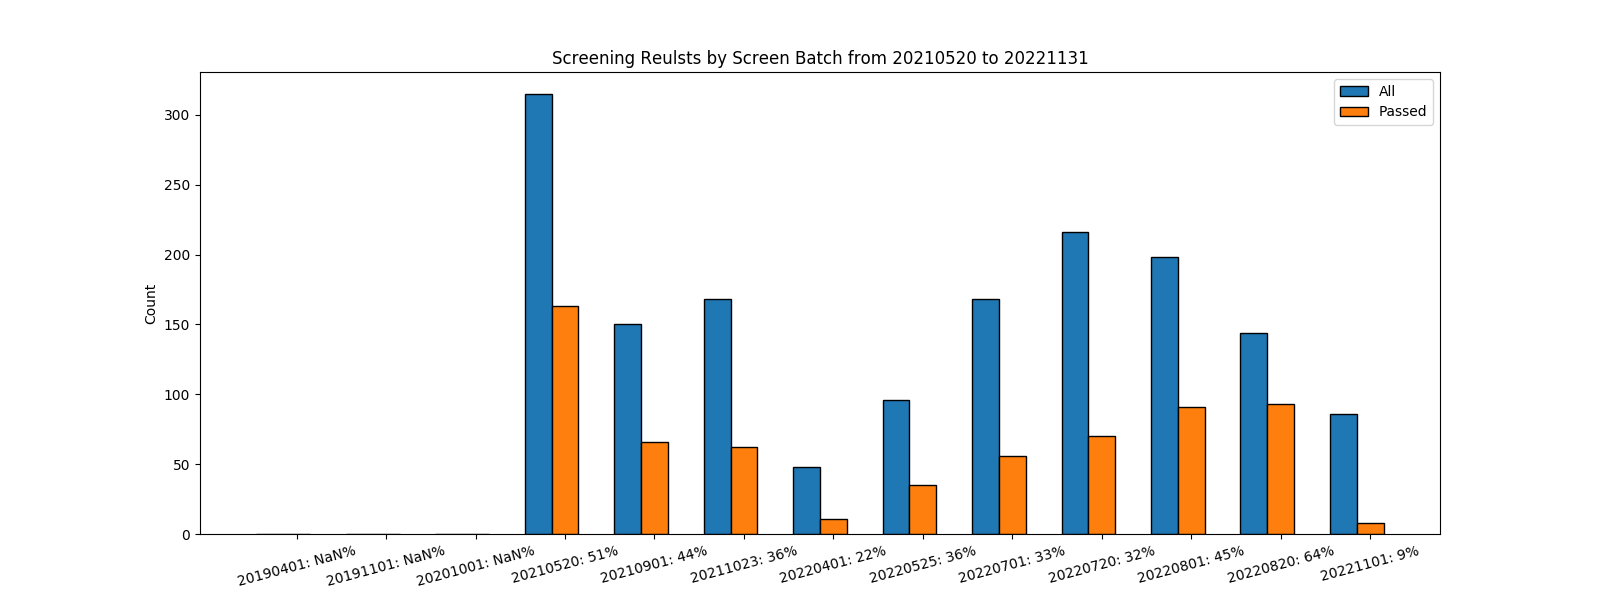 Screening Reulsts by Screen Batch from 20210520 to 20221131
All
Passed
300
250
200
150
100
50
0
Count
20190401: NaN%
20191101: NaN%
20201001: NaN%
20210520: 51%
20210901: 44%
20211023: 36%
20220401: 22%
20220525: 36%
20220701: 33%
20220720: 32%
20220801: 45%
20220820: 64%
20221101: 9%